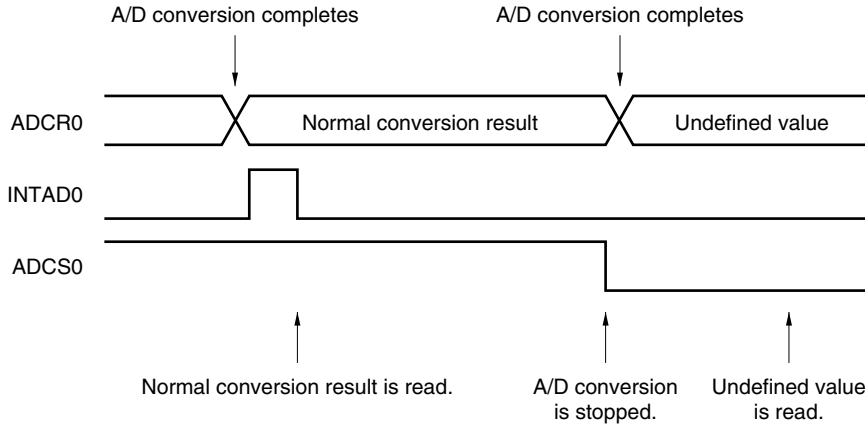 A/D conversion completes
A/D conversion completes
ADCR0
Normal conversion result
Undefined value
INTAD0
ADCS0
Normal conversion result is read.
A/D conversion
is stopped.
Undefined value
is read.